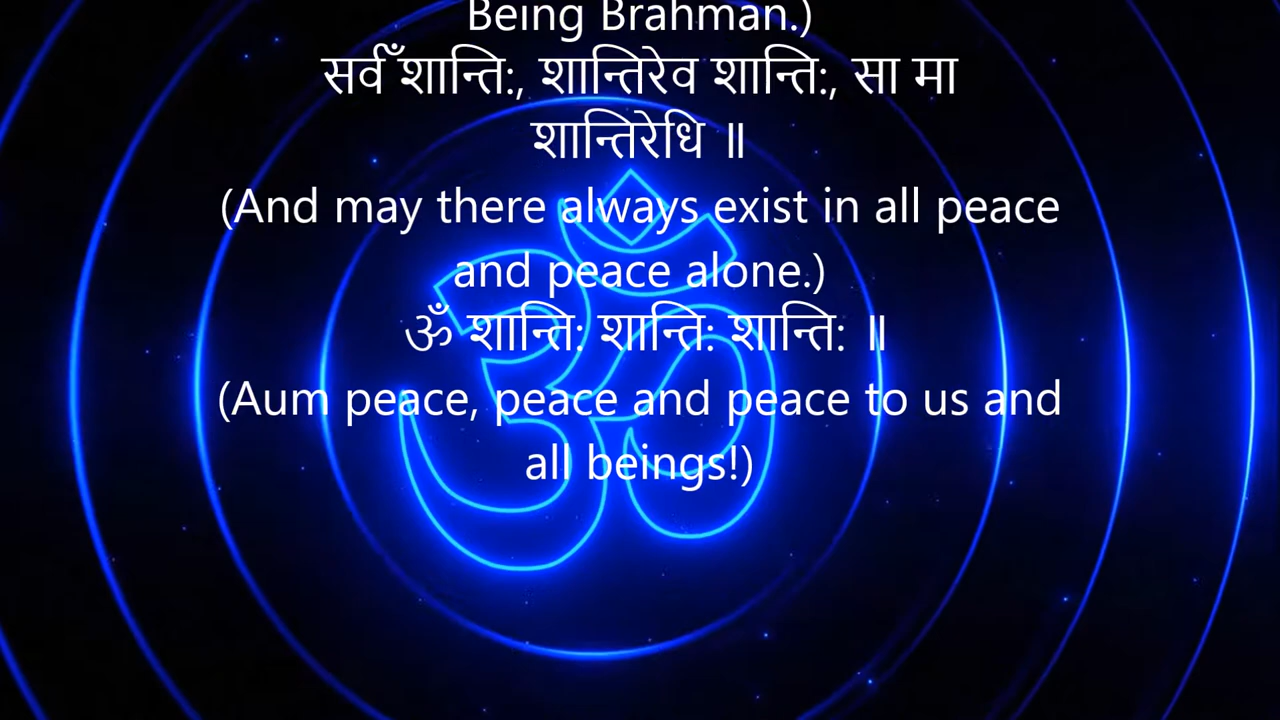 Being Brahman.)
सर्वँ शान्ति:, शान्तिरेव शान्ति:, सा मा
शान्तिरेधि ॥
(And may there always exist in all peace
and peace alone.)
ॐ शान्ति: शान्ति: शान्ति: ॥
(Aum peace, peace and peace to us and
all beings!)